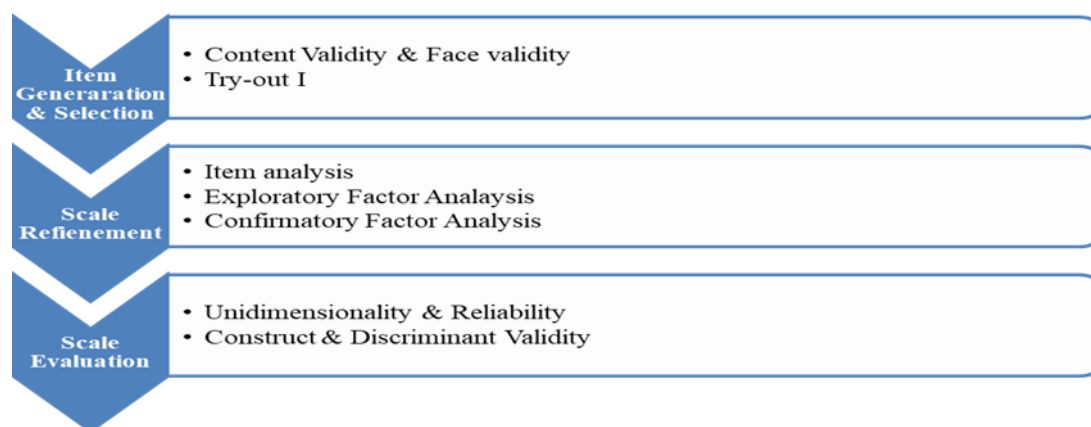 Item
Generaration
& Selection
• Content Validity & Face validity
• Try-out I
Scale
Refienement
• Item analysis
• Exploratory Factor Analaysis
• Confirmatory Factor Analysis
Scale
Evaluation
• Unidimensionality & Reliability
• Construct & Discriminant Validity